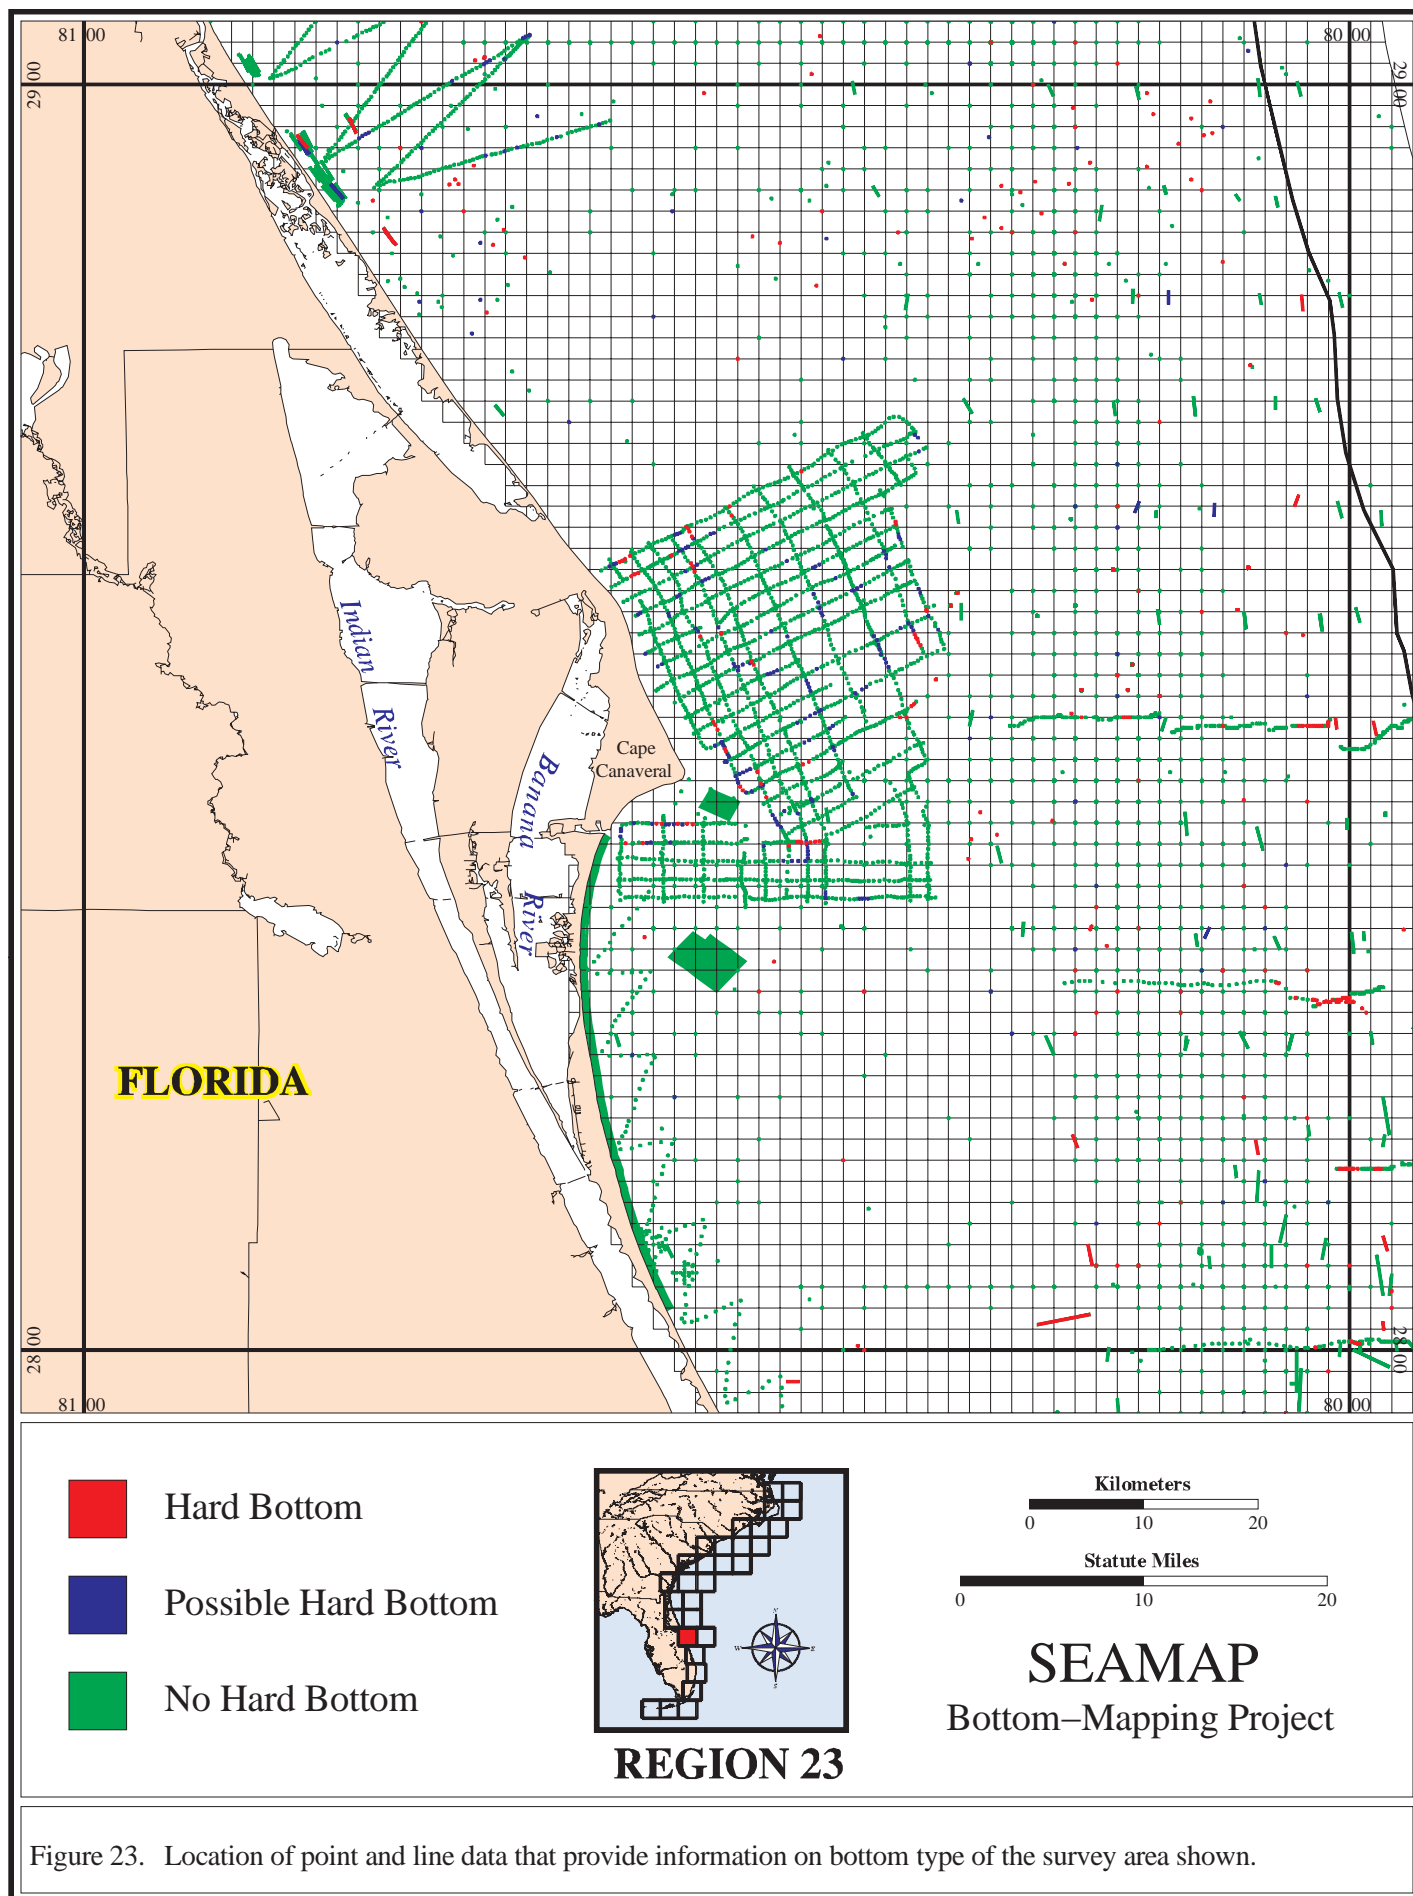 81 00
80 00
29 00
29 00
Indian
River
Banana
River
Cape
Canaveral
FLORIDA
28 00
28 00
81 00
80 00
Hard Bottom
Possible Hard Bottom
No Hard Bottom
N
W
E
S
REGION 23
Kilometers
0 10 20
Statute Miles
0 10 20
SEAMAP
Bottom−Mapping Project
Figure 23. Location of point and line data that provide information on bottom type of the survey area shown.